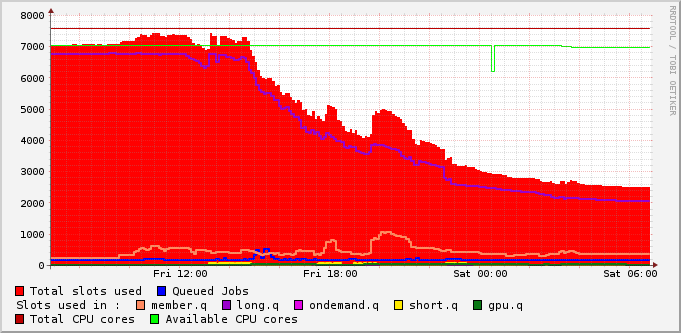 8000
7000
6000
5000
4000
3000
2000
1000
0
Fri 12:00 Fri 18:00 Sat 00:00 Sat 06:00
RRDTOOL / TOBI OETIKER
Total slots used Queued Jobs
Slots used in : member.q long.q ondemand.q short.q gpu.q
Total CPU cores Available CPU cores